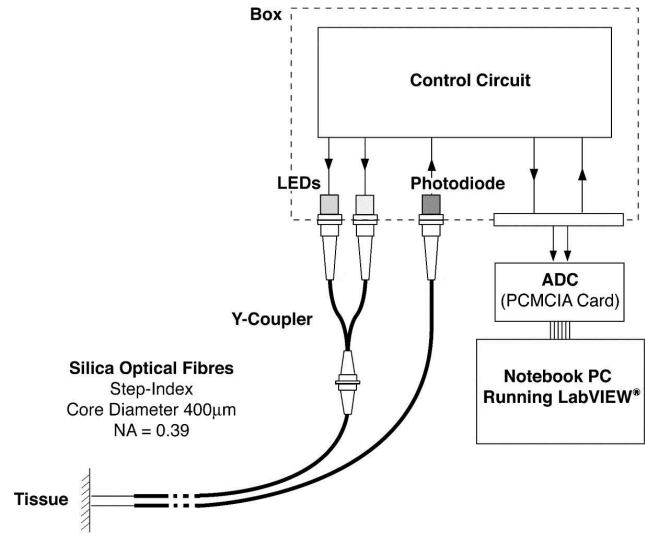 Box
Control Circuit
LEDs
Photodiode
ADC
(PCMCIA Card)
Y-Coupler
Notebook PC
Running LabVIEW®
Silica Optical Fibres
Step-Index
Core Diameter 400μm
NA = 0.39
Tissue